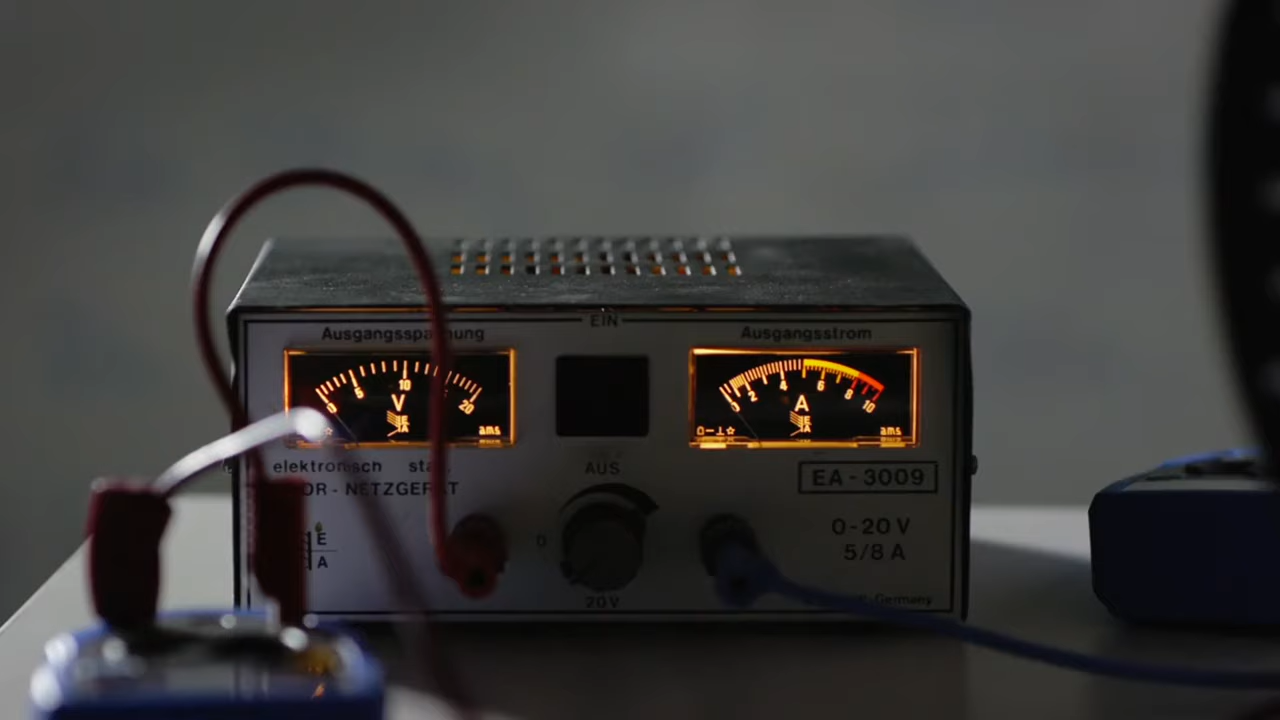 EIN
Ausgangsspannung
Ausgangsstrom
0 5 10 20
V
ams
0 2 4 6 8 10
A
ams
elektronisch
AUS
EA-3009
0
0-20 V
5/8 A
20V
Germany